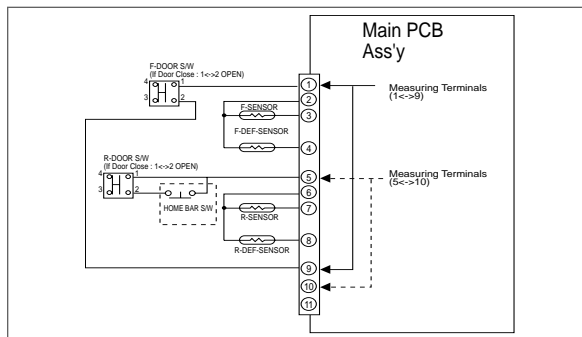 Main PCB
Ass'y
F-DOOR S/W
(If Door Close : 1<->2 OPEN)
4 1
3 2
1
2
F-SENSOR
3
F-DEF-SENSOR
4
Measuring Terminals
(1<->9)
R-DOOR S/W
(If Door Close : 1<->2 OPEN)
4 1
3 2
HOME BAR S/W
5
6
7
R-SENSOR
8
R-DEF-SENSOR
9
10
11
Measuring Terminals
(5<->10)